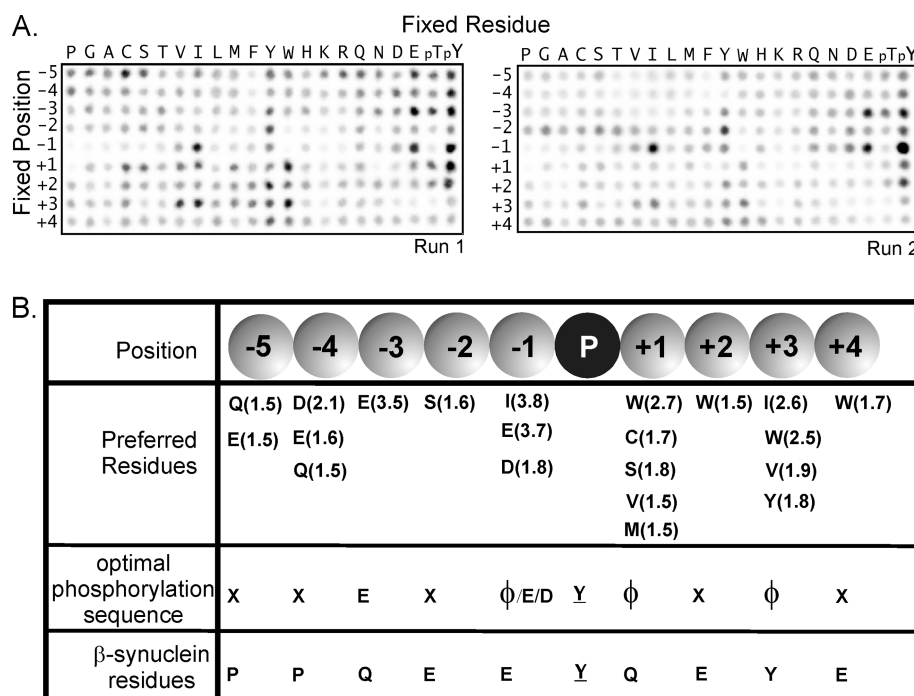 A.
Fixed Residue
P G A C S T V I L M F Y W H K R Q N D E pT pY
P G A C S T V I L M F Y W H K R Q N D E pT pY
Fixed Position
-5
-4
-3
-2
-1
+1
+2
+3
+4
-5
-4
-3
-2
-1
+1
+2
+3
+4
Run 1
Run 2
B.
Position -5 -4 -3 -2 -1 P +1 +2 +3 +4
Preferred Residues
Q(1.5) D(2.1) E(3.5) S(1.6) I(3.8) W(2.7) W(1.5) I(2.6) W(1.7)
E(1.5) E(1.6) E(3.7) C(1.7) W(2.5)
Q(1.5) D(1.8) S(1.8) V(1.9)
V(1.5) Y(1.8)
M(1.5)
optimal
phosphorylation
sequence
X X E X ϕ/E/D Y ϕ X ϕ X
β-synuclein
residues
P P Q E E Y Q E Y E